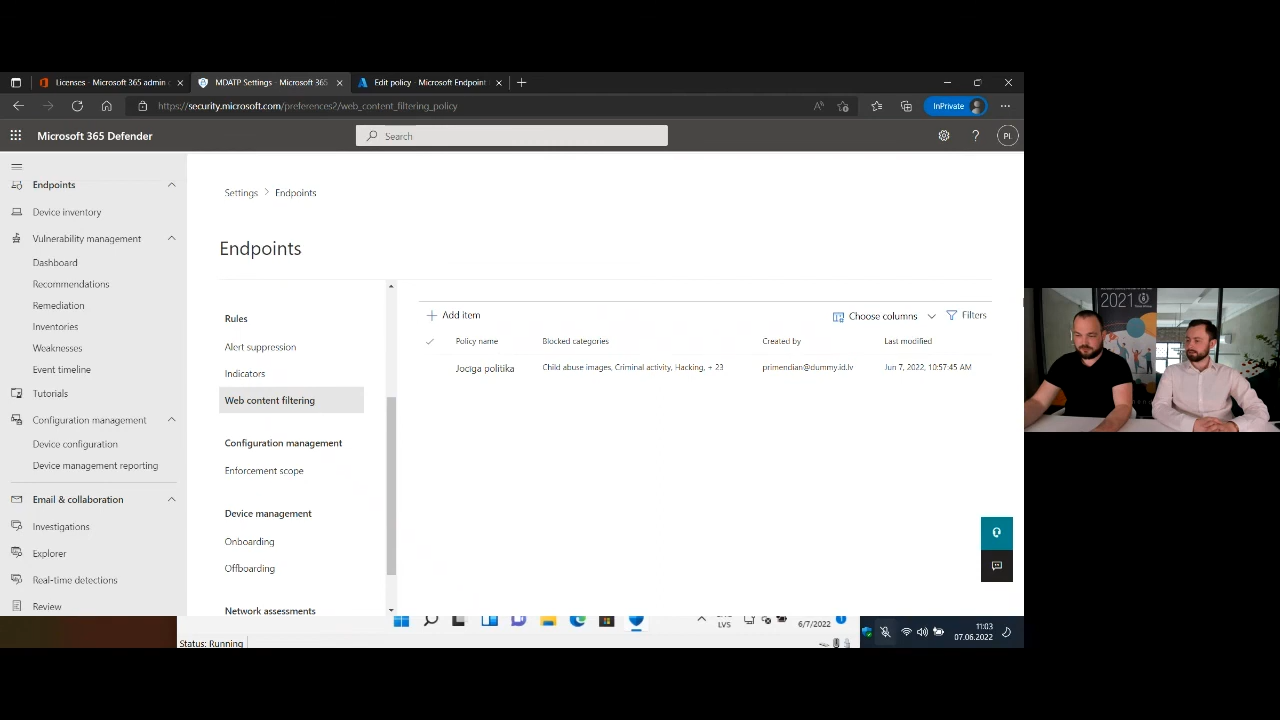 Licenses - Microsoft 365 admin c
MDATP Settings - Microsoft 365
Edit policy - Microsoft Endpoint
https://security.microsoft.com/preferences2/web_content_filtering_policy
InPrivate
Microsoft 365 Defender
Search
PL
Endpoints
Device inventory
Vulnerability management
Dashboard
Recommendations
Remediation
Inventories
Weaknesses
Event timeline
Tutorials
Configuration management
Device configuration
Device management reporting
Email & collaboration
Investigations
Explorer
Real-time detections
Review
Settings > Endpoints
Endpoints
Rules
Alert suppression
Indicators
Web content filtering
Configuration management
Enforcement scope
Device management
Onboarding
Offboarding
Network assessments
Add item
Choose columns
Filters
Policy name Blocked categories Created by Last modified
Jociga politika Child abuse images, Criminal activity, Hacking, + 23 primendian@dummy.id.lv Jun 7, 2022, 10:57:45 AM
2021
LVS
6/7/2022
11:03
07.06.2022
Status: Running